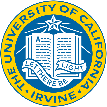 THE UNIVERSITY OF CALIFORNIA
LET THERE BE LIGHT
• IRVINE •